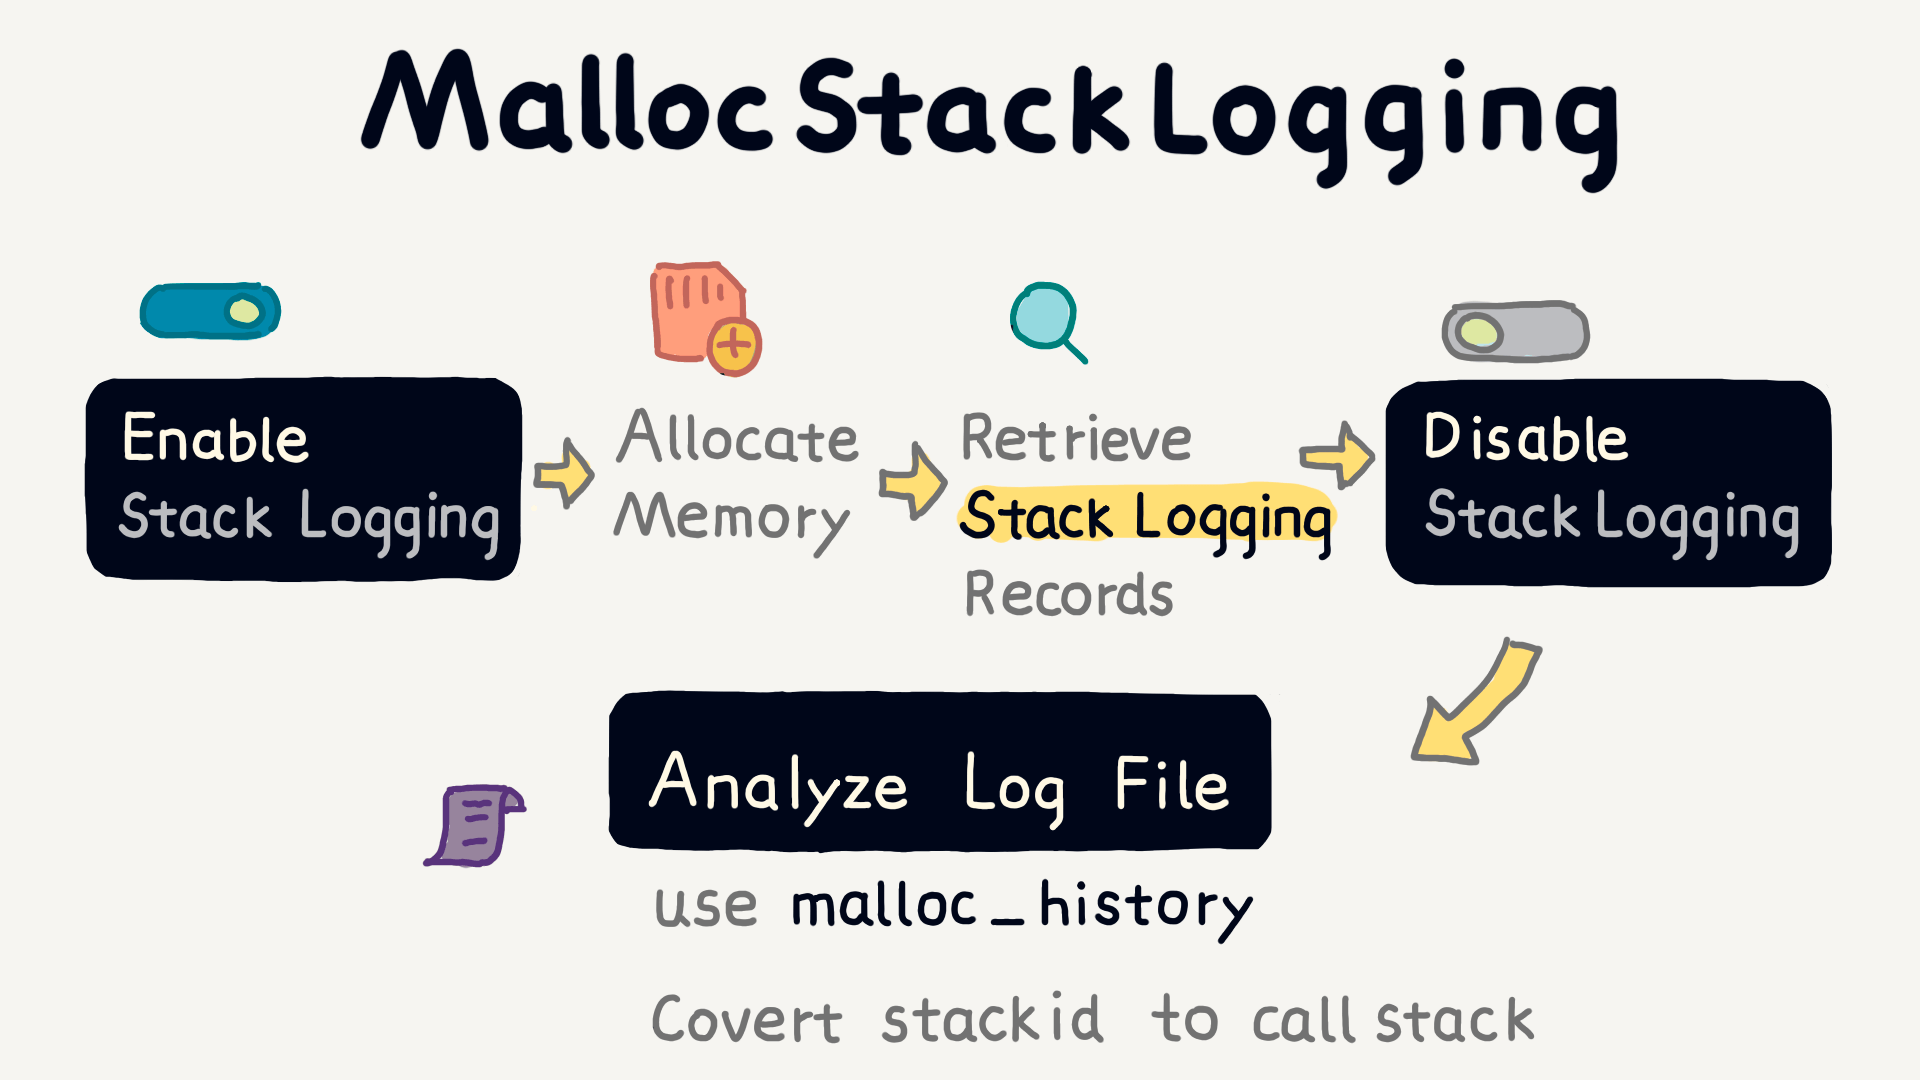 Malloc Stack Logging
Enable
Stack Logging
Allocate
Memory
Retrieve
Stack Logging
Records
Disable
Stack Logging
Analyze Log File
use malloc_history
Covert stackid to call stack